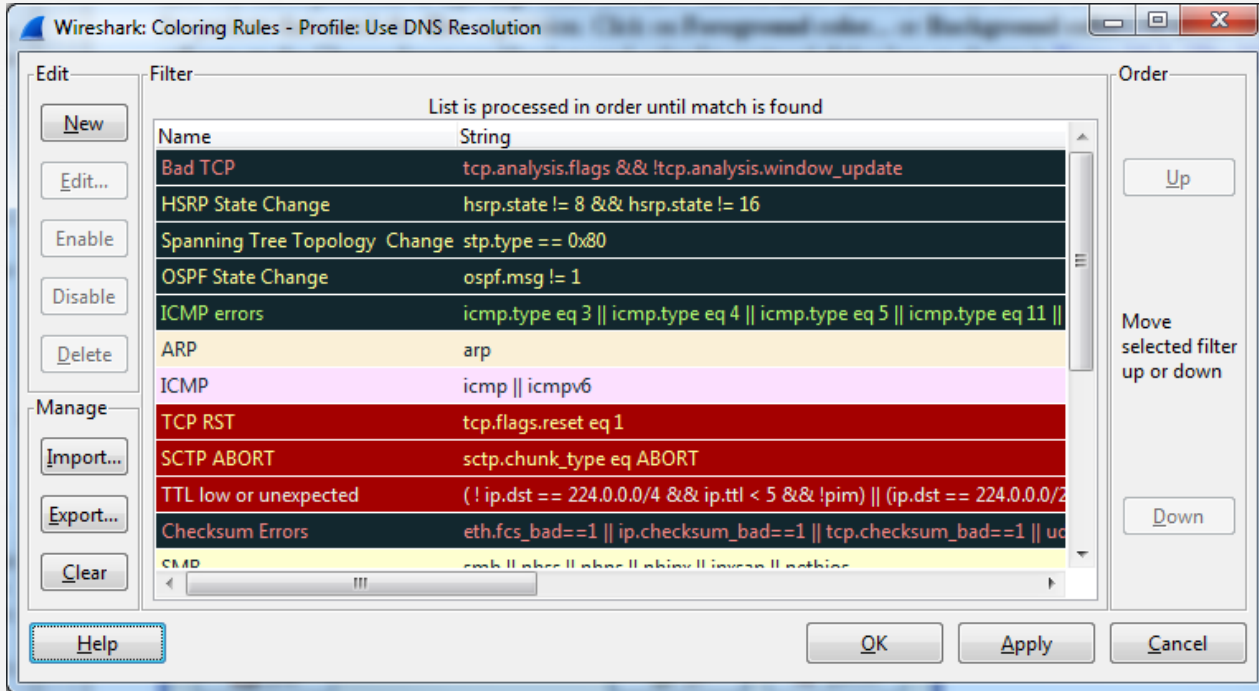 Wireshark: Coloring Rules - Profile: Use DNS Resolution
Edit
New
Edit...
Enable
Disable
Delete
Manage
Import...
Export...
Clear
Filter
List is processed in order until match is found
Name String
Bad TCP tcp.analysis.flags && !tcp.analysis.window_update
HSRP State Change hsrp.state != 8 && hsrp.state != 16
Spanning Tree Topology  Change stp.type == 0x80
OSPF State Change ospf.msg != 1
ICMP errors icmp.type eq 3 || icmp.type eq 4 || icmp.type eq 5 || icmp.type eq 11 ||
ARP arp
ICMP icmp || icmpv6
TCP RST tcp.flags.reset eq 1
SCTP ABORT sctp.chunk_type eq ABORT
TTL low or unexpected ( ! ip.dst == 224.0.0.0/4 && ip.ttl < 5 && !pim) || (ip.dst == 224.0.0.0/2
Checksum Errors eth.fcs_bad==1 || ip.checksum_bad==1 || tcp.checksum_bad==1 || ud
SMB smb || nbss || nbns || nbipx || ipxsap || netbios
Order
Up
Move
selected filter
up or down
Down
Help
OK
Apply
Cancel